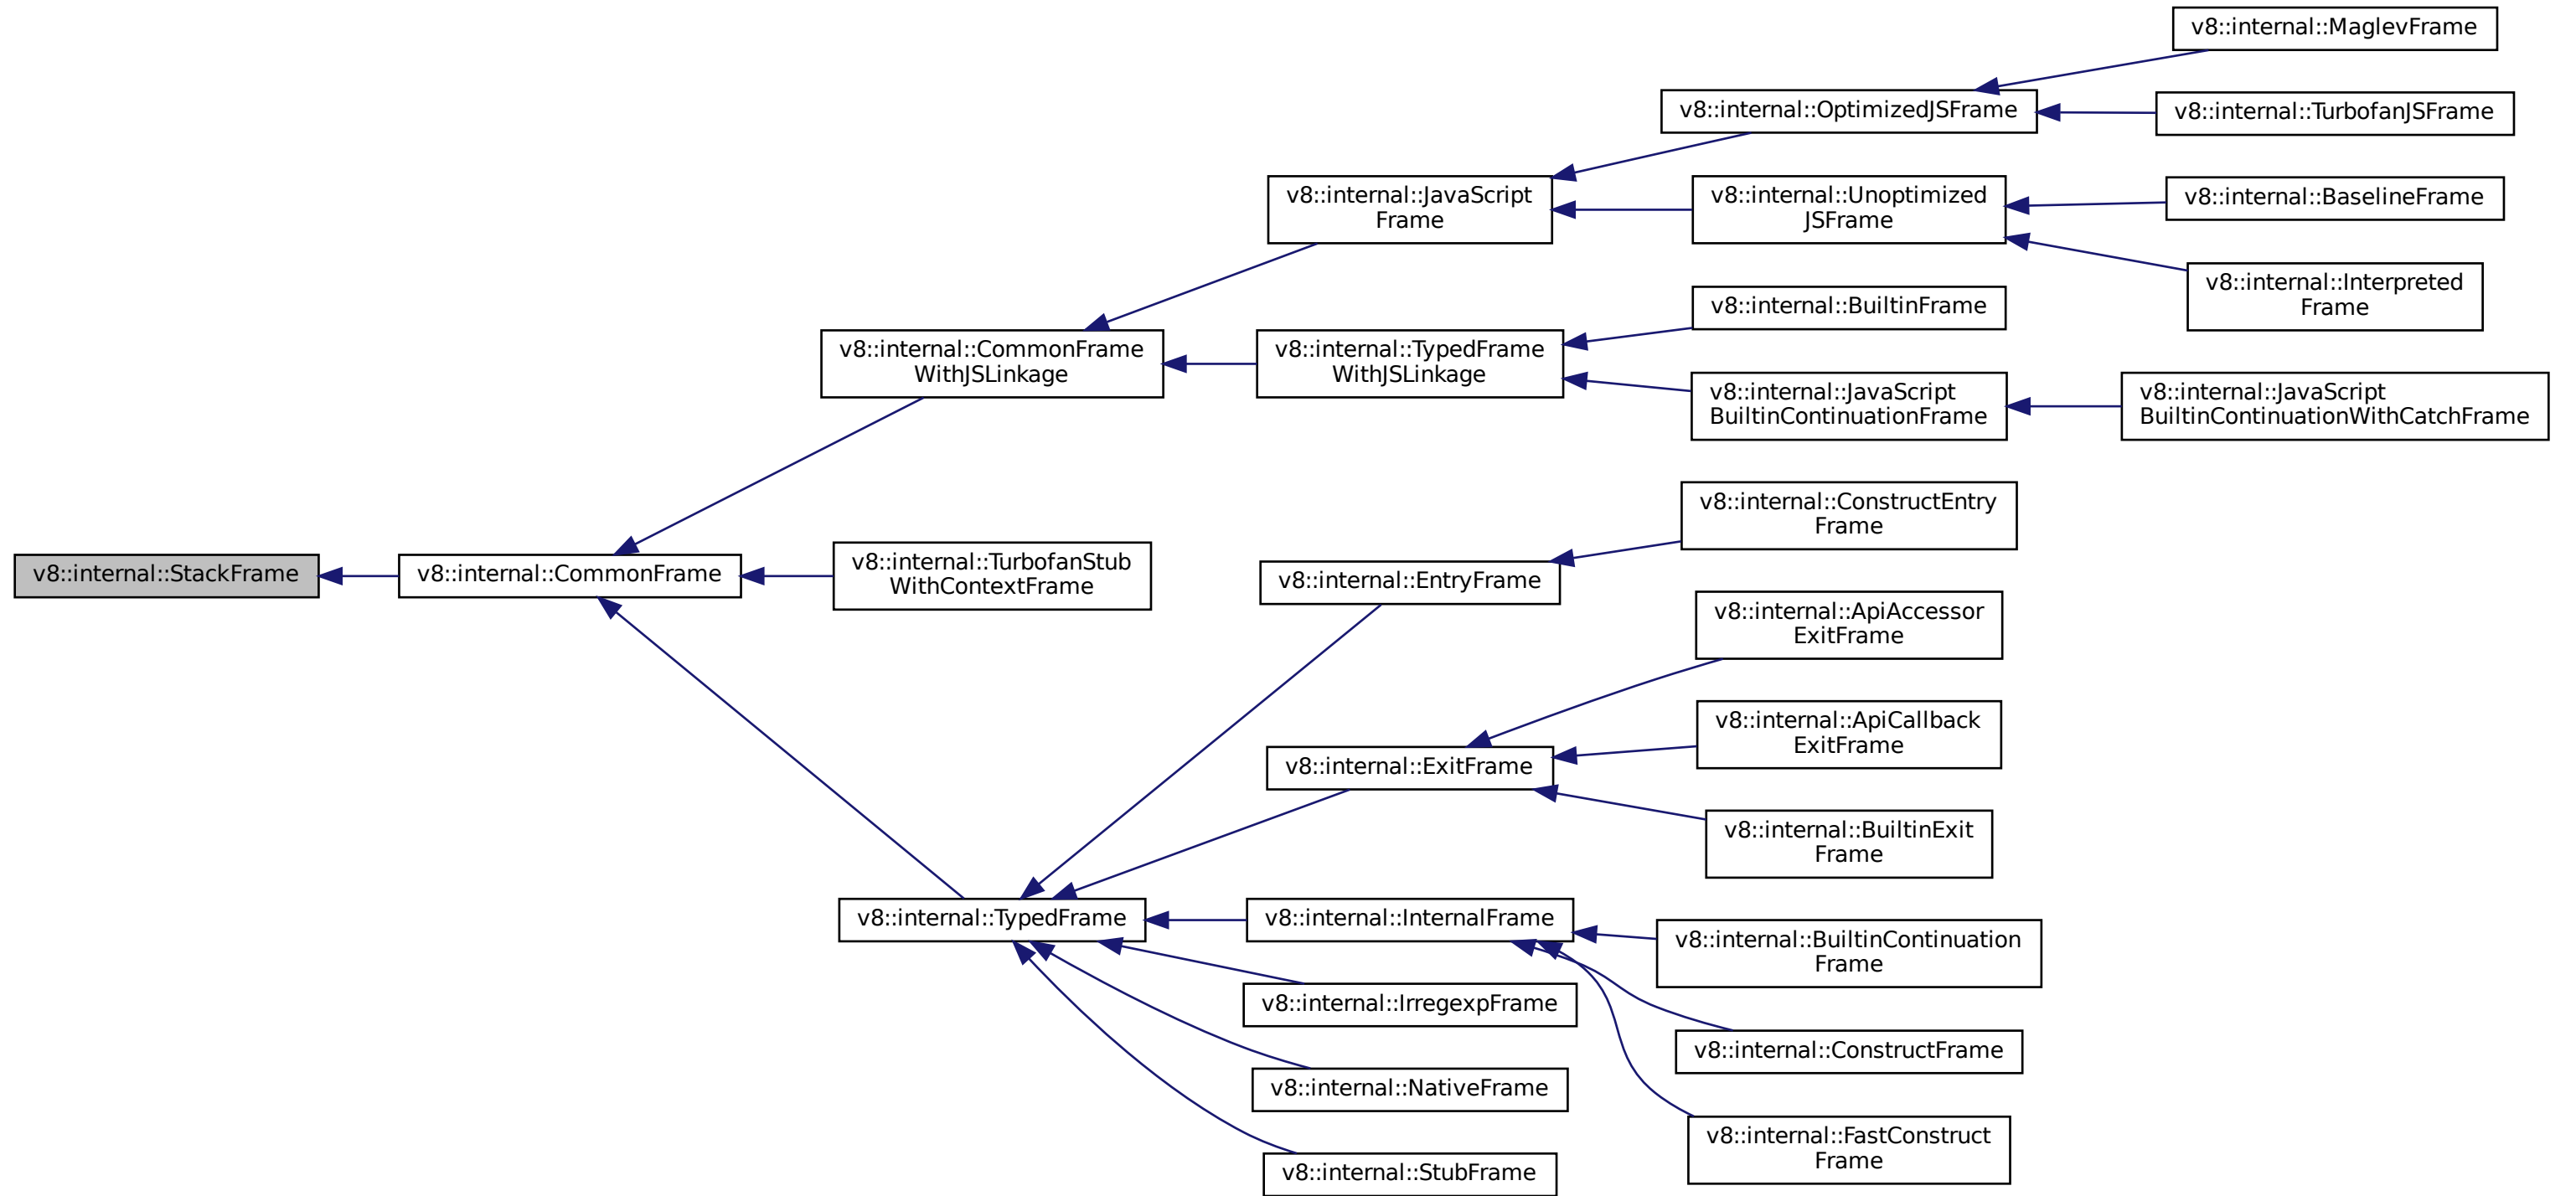 v8::internal::MaglevFrame
v8::internal::OptimizedJSFrame
v8::internal::TurbofanJSFrame
v8::internal::JavaScript
Frame
v8::internal::Unoptimized
JSFrame
v8::internal::BaselineFrame
v8::internal::Interpreted
Frame
v8::internal::BuiltinFrame
v8::internal::CommonFrame
WithJSLinkage
v8::internal::TypedFrame
WithJSLinkage
v8::internal::JavaScript
BuiltinContinuationFrame
v8::internal::JavaScript
BuiltinContinuationWithCatchFrame
v8::internal::ConstructEntry
Frame
v8::internal::StackFrame
v8::internal::CommonFrame
v8::internal::TurbofanStub
WithContextFrame
v8::internal::EntryFrame
v8::internal::ApiAccessor
ExitFrame
v8::internal::ApiCallback
ExitFrame
v8::internal::ExitFrame
v8::internal::BuiltinExit
Frame
v8::internal::TypedFrame
v8::internal::InternalFrame
v8::internal::BuiltinContinuation
Frame
v8::internal::IrregexpFrame
v8::internal::ConstructFrame
v8::internal::NativeFrame
v8::internal::FastConstruct
Frame
v8::internal::StubFrame